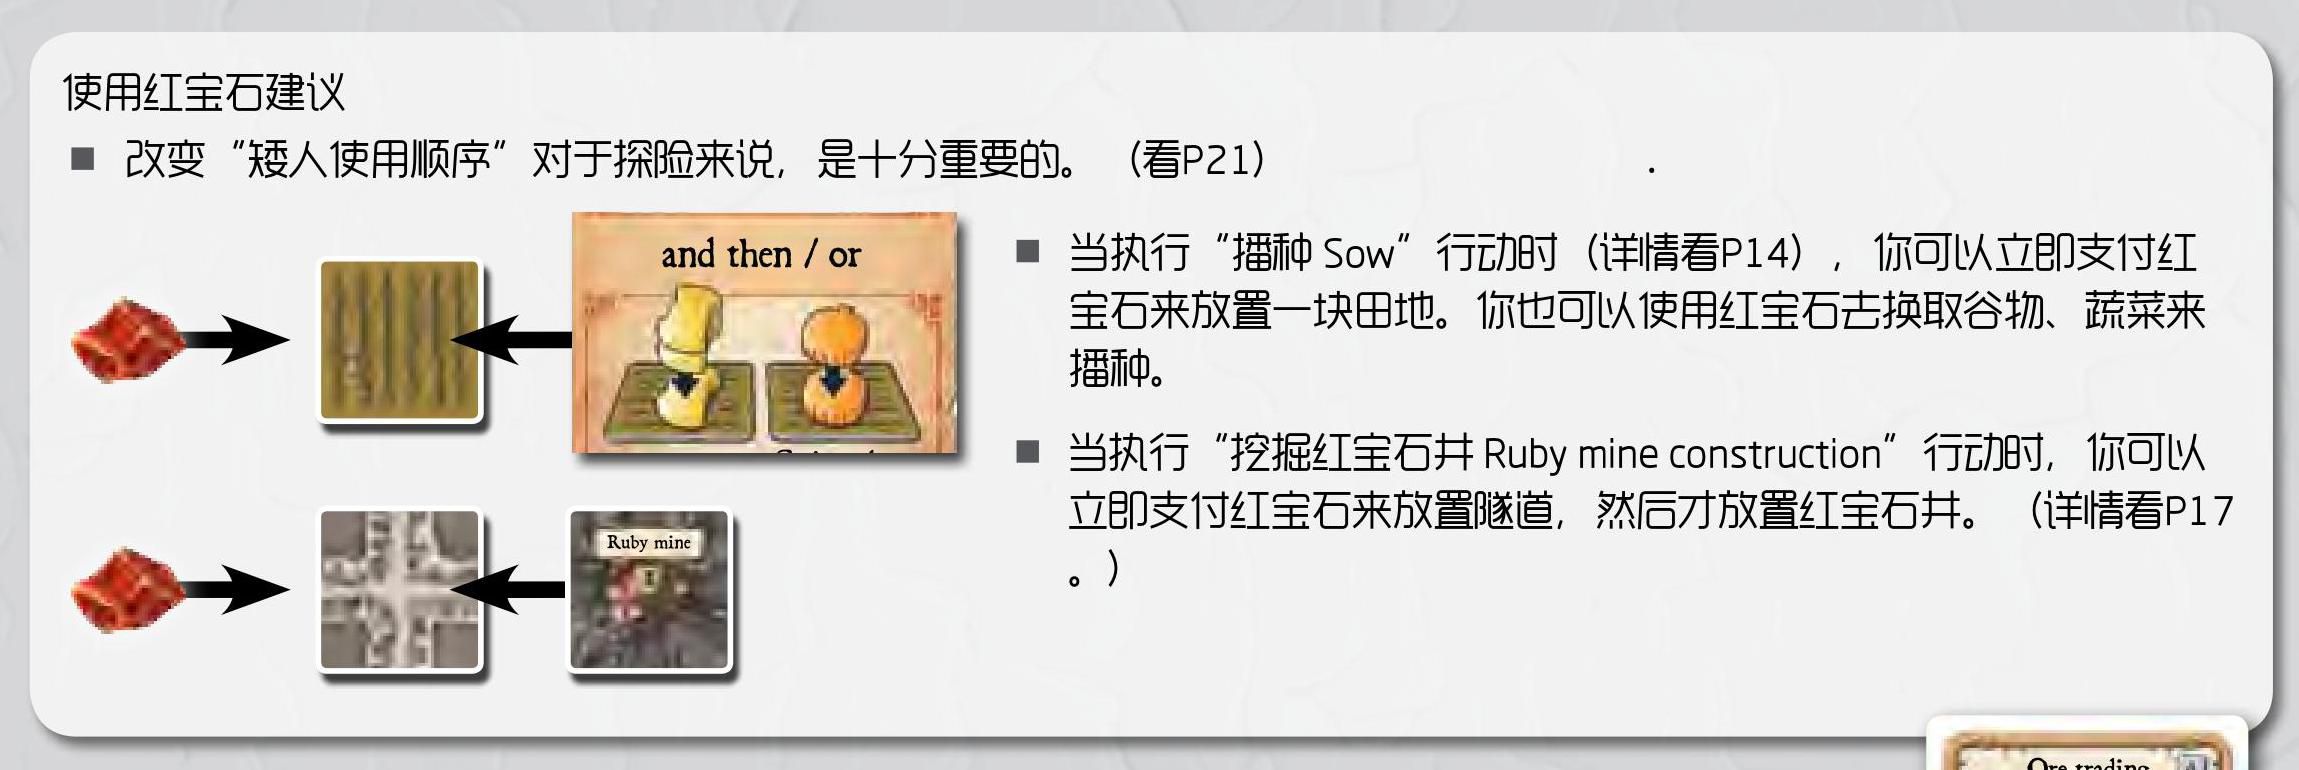 使用红宝石建议
■ 改变“矮人使用顺序”对于探险来说，是十分重要的。（看P21） .
and then / or
■ 当执行“播种 Sow”行动时（详情看P14），你可以立即支付红
宝石来放置一块田地。你也可以使用红宝石去换取谷物、蔬菜来
播种。
■ 当执行“挖掘红宝石井 Ruby mine construction”行动时，你可以
立即支付红宝石来放置隧道，然后才放置红宝石井。（详情看P17
。）
Ruby mine
1
Ore trading